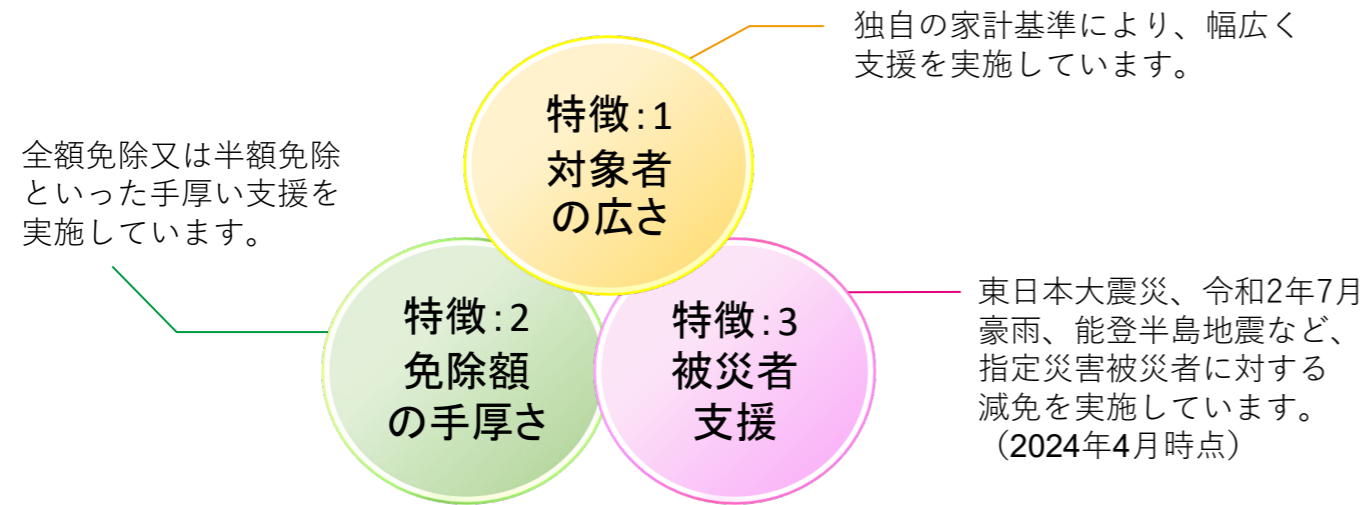 独自の家計基準により、幅広く
支援を実施しています。
特徴:1
対象者
の広さ
全額免除又は半額免除
といった手厚い支援を
実施しています。
特徴:2
免除額
の手厚さ
特徴:3
被災者
支援
東日本大震災、令和2年7月
豪雨、能登半島地震など、
指定災害被災者に対する
減免を実施しています。
（2024年4月時点）